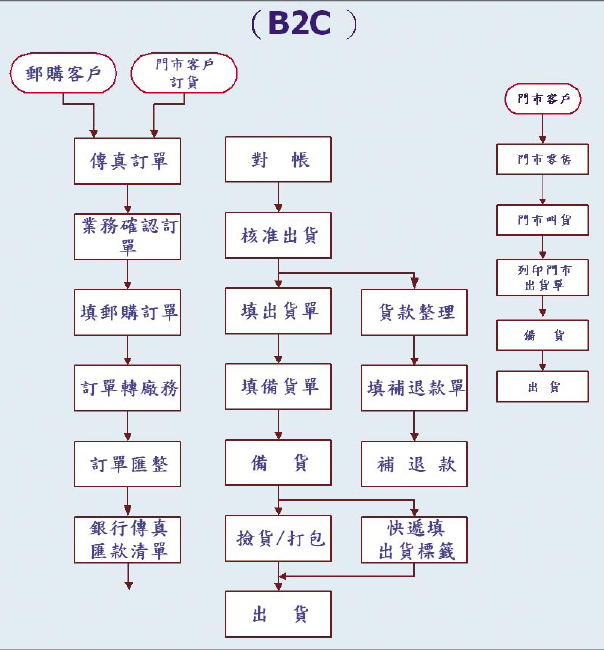 （B2C ）
郵購客戶
門市客戶
訂貨
傳真訂單
業務確認訂
單
填郵購訂單
訂單轉廠務
訂單匯整
銀行傳真
匯款清單
對 帳
核准出貨
填出貨單
填備貨單
備 貨
撿貨/打包
出 貨
貨款整理
填補退款單
補 退 款
快遞填
出貨標籤
門市客戶
門市零售
門市叫貨
列印門市
出貨單
備 貨
出 貨